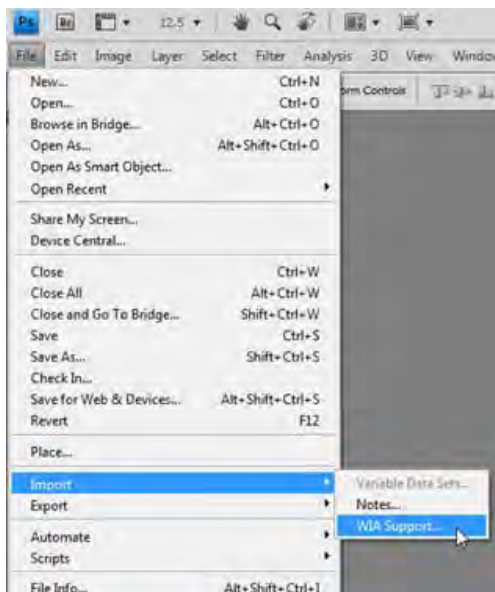 Ps Br 12.5
File Edit Image Layer Select Filter Analysis 3D View Window
New... Ctrl+N
Open... Ctrl+O
Browse in Bridge... Alt+Ctrl+O
Open As... Alt+Shift+Ctrl+O
Open As Smart Object...
Open Recent
Share My Screen...
Device Central...
Close Ctrl+W
Close All Alt+Ctrl+W
Close and Go To Bridge... Shift+Ctrl+W
Save Ctrl+S
Save As... Shift+Ctrl+S
Check In...
Save for Web & Devices... Alt+Shift+Ctrl+S
Revert F12
Place...
Import
Variable Data Sets...
Export
Notes...
WIA Support...
Automate
Scripts
File Info... Alt+Shift+Ctrl+I
orm Controls